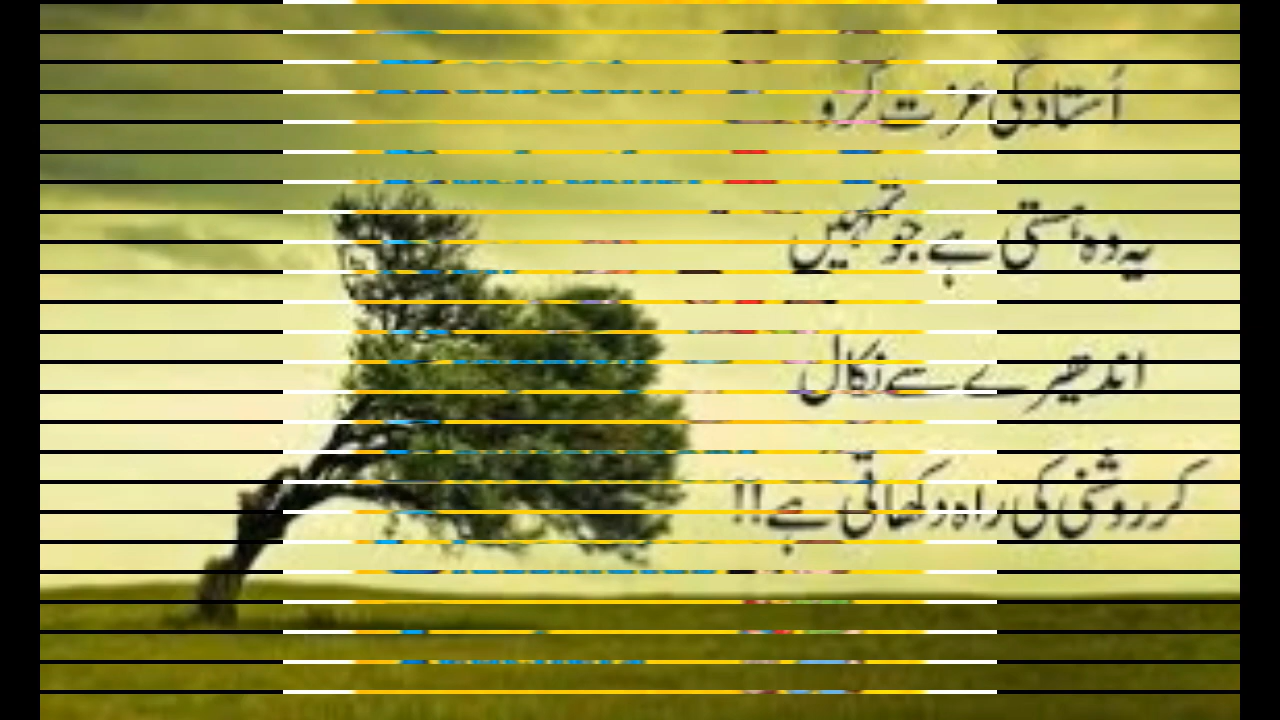 اُستاد کی عزت کرو
یہ وہ ہستی ہے جو تمہیں
اندھیرے سے نکال
کر روشنی کی راہ دکھاتی ہے!!